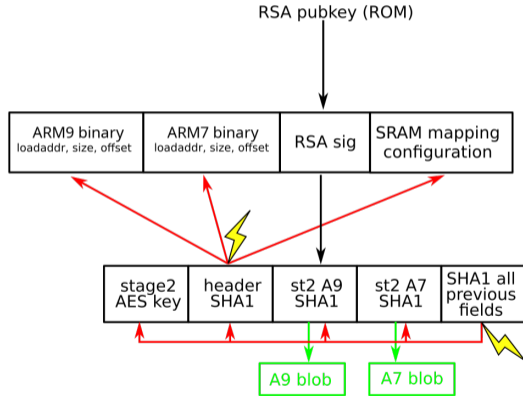 RSA pubkey (ROM)
ARM9 binary
loadaddr, size, offset
ARM7 binary
loadaddr, size, offset
RSA sig
SRAM mapping
configuration
stage2
AES key
header
SHA1
st2 A9
SHA1
st2 A7
SHA1
SHA1 all
previous
fields
A9 blob
A7 blob